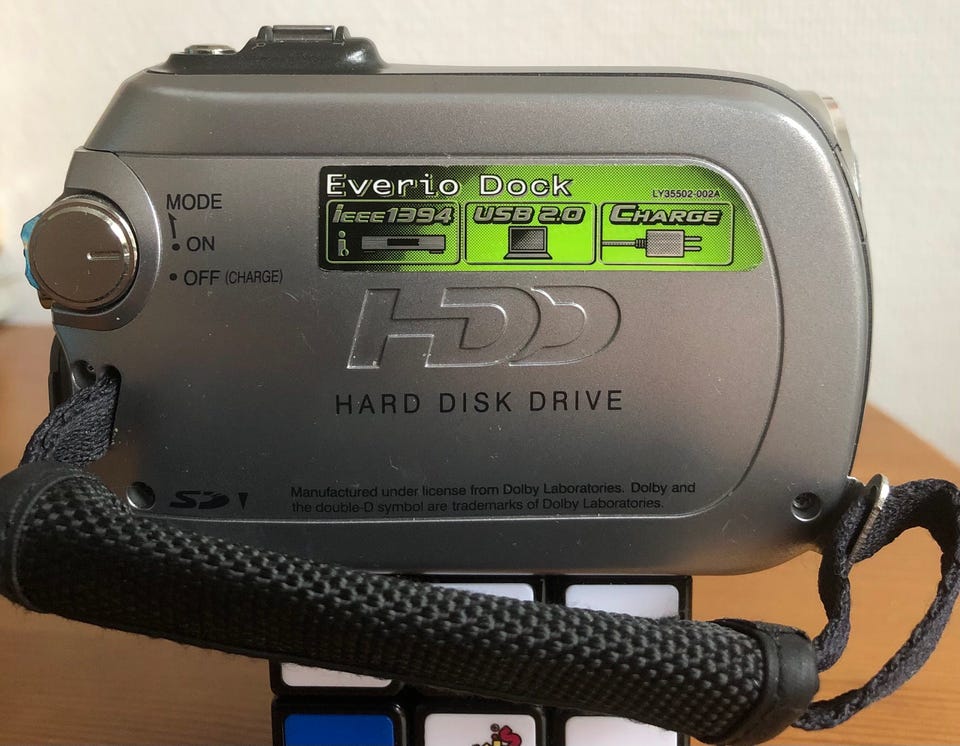 Everio Dock
LY35502-002A
IEEE1394
i
USB 2.0
CHARGE
MODE
ON
OFF (CHARGE)
HDD
HARD DISK DRIVE
SD
Manufactured under license from Dolby Laboratories. Dolby and
the double-D symbol are trademarks of Dolby Laboratories.